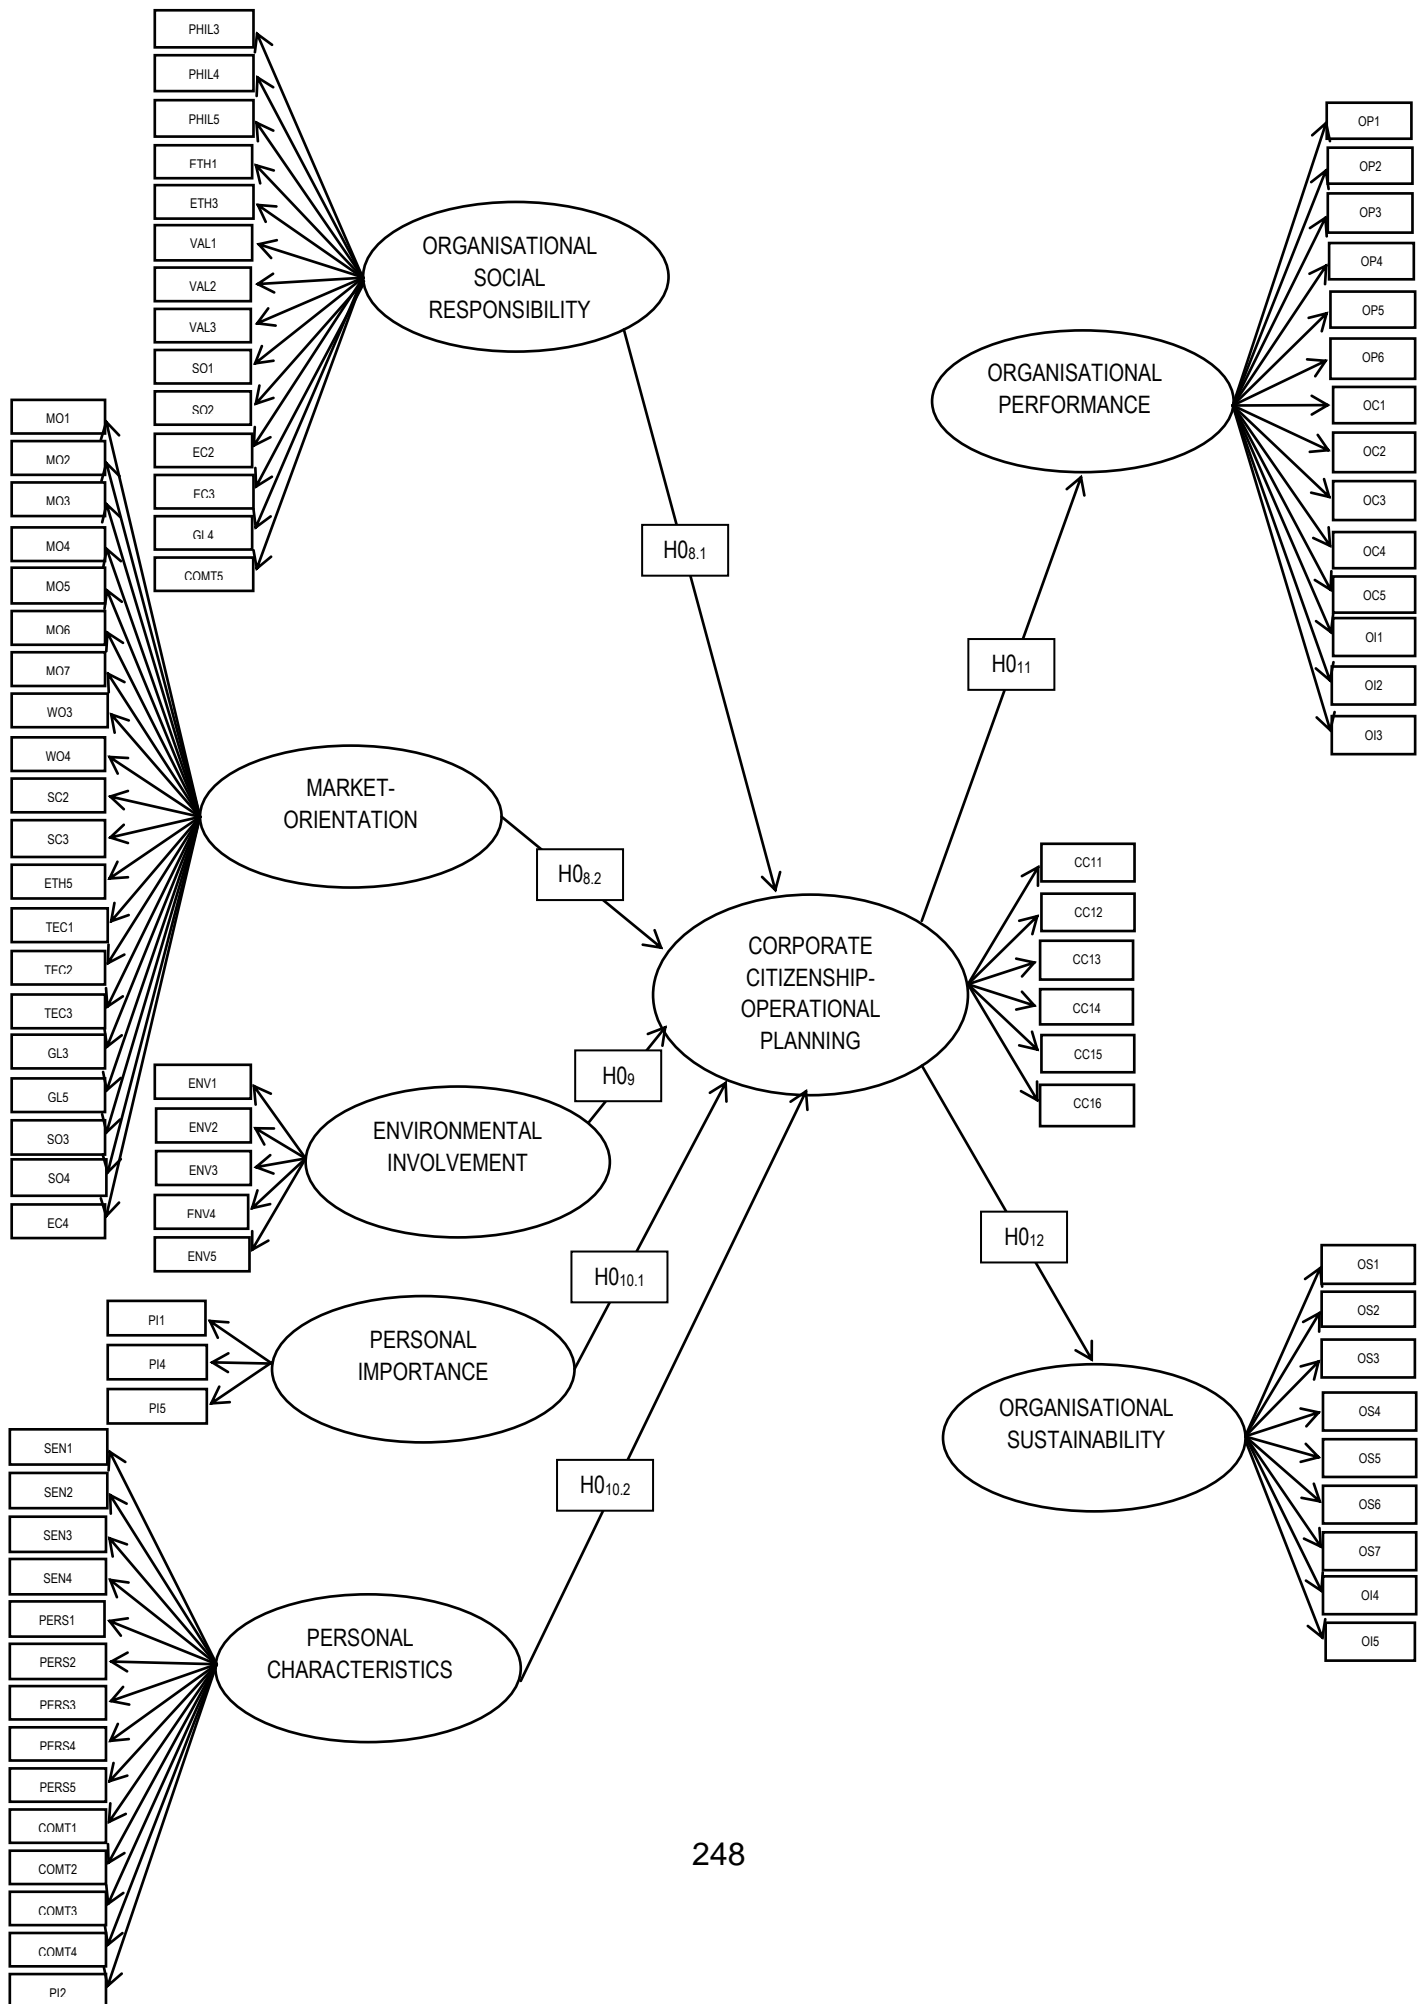 PHIL3
PHIL4
PHIL5
ETH1
ETH3
VAL1
VAL2
VAL3
SO1
SO2
EC2
EC3
GL4
COMT5
ORGANISATIONAL
SOCIAL
RESPONSIBILITY
H08.1
MO1
MO2
MO3
MO4
MO5
MO6
MO7
WO3
WO4
SC2
SC3
ETH5
TEC1
TEC2
TEC3
GL3
GL5
SO3
SO4
EC4
MARKET-
ORIENTATION
H08.2
ENV1
ENV2
ENV3
ENV4
ENV5
ENVIRONMENTAL
INVOLVEMENT
H09
PI1
PI4
PI5
PERSONAL
IMPORTANCE
H010.1
SEN1
SEN2
SEN3
SEN4
PERS1
PERS2
PERS3
PERS4
PERS5
COMT1
COMT2
COMT3
COMT4
PI2
PERSONAL
CHARACTERISTICS
H010.2
CORPORATE
CITIZENSHIP-
OPERATIONAL
PLANNING
CC11
CC12
CC13
CC14
CC15
CC16
H011
ORGANISATIONAL
PERFORMANCE
OP1
OP2
OP3
OP4
OP5
OP6
OC1
OC2
OC3
OC4
OC5
OI1
OI2
OI3
H012
ORGANISATIONAL
SUSTAINABILITY
OS1
OS2
OS3
OS4
OS5
OS6
OS7
OI4
OI5
248